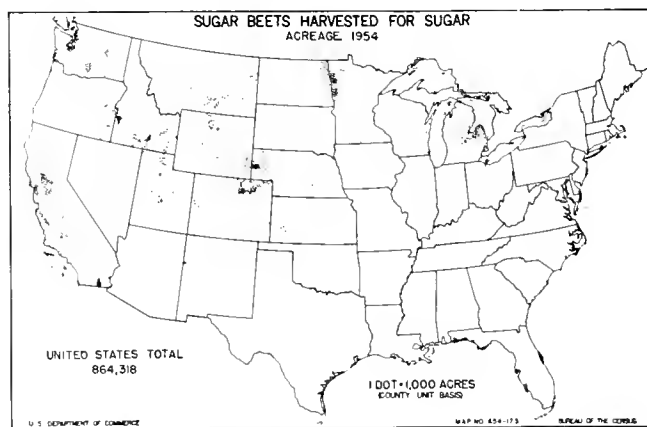 SUGAR BEETS HARVESTED FOR SUGAR
ACREAGE 1954
UNITED STATES TOTAL
864,318
1 DOT=1,000 ACRES
(COUNTY UNIT BASIS)
U. S. DEPARTMENT OF COMMERCE
MAP NO. A54-173
BUREAU OF THE CENSUS